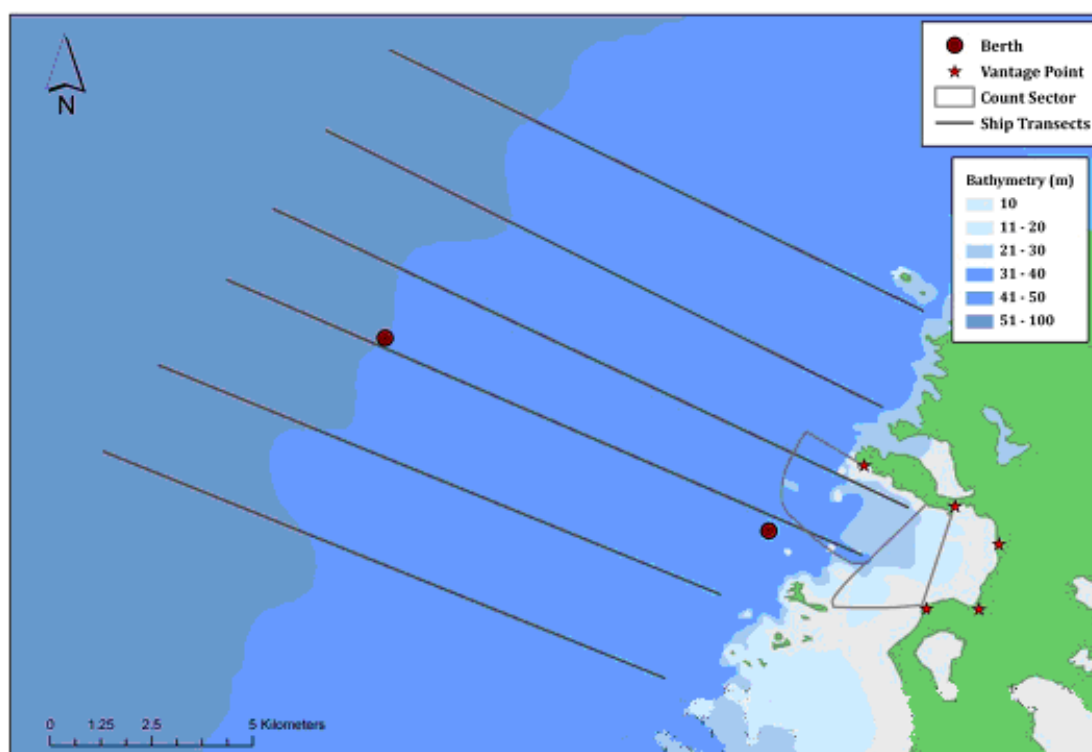 N
Berth
Vantage Point
Count Sector
Ship Transects
Bathymetry (m)
10
11 - 20
21 - 30
31 - 40
41 - 50
51 - 100
0 1.25 2.5 5 Kilometers